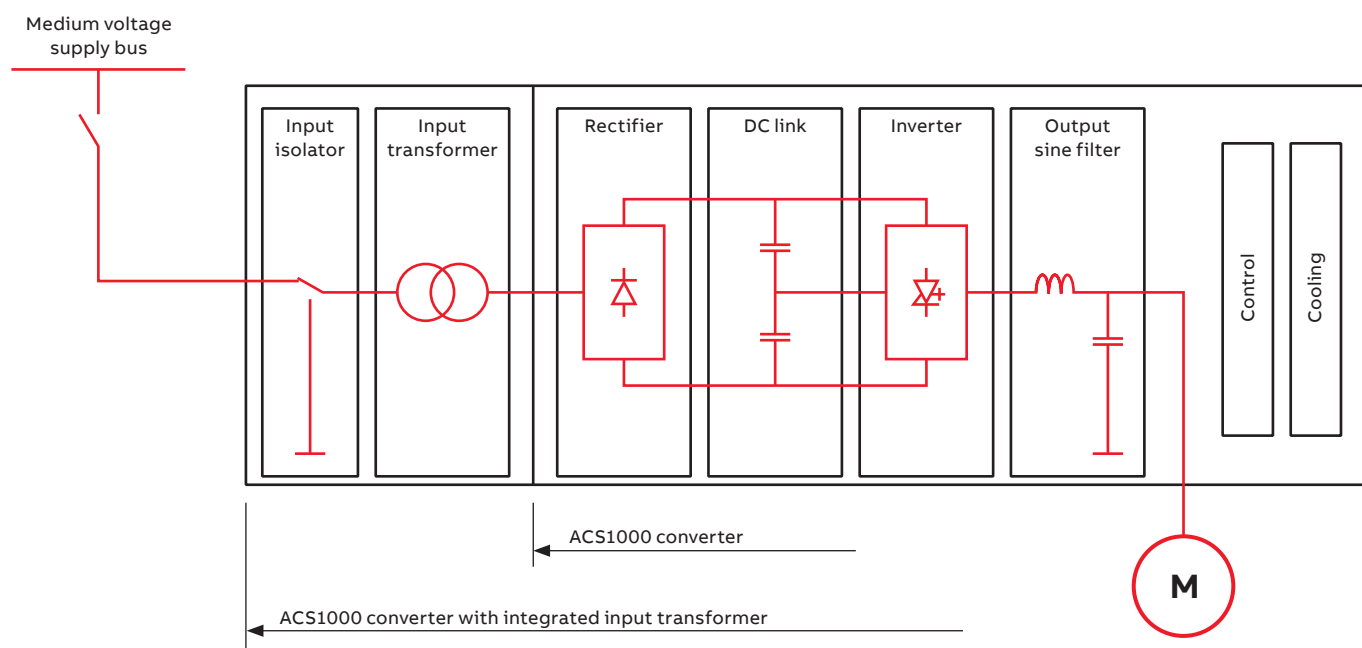 Medium voltage
supply bus
Input
isolator
Input
transformer
Rectifier
DC link
Inverter
Output
sine filter
Control
Cooling
ACS1000 converter
M
ACS1000 converter with integrated input transformer